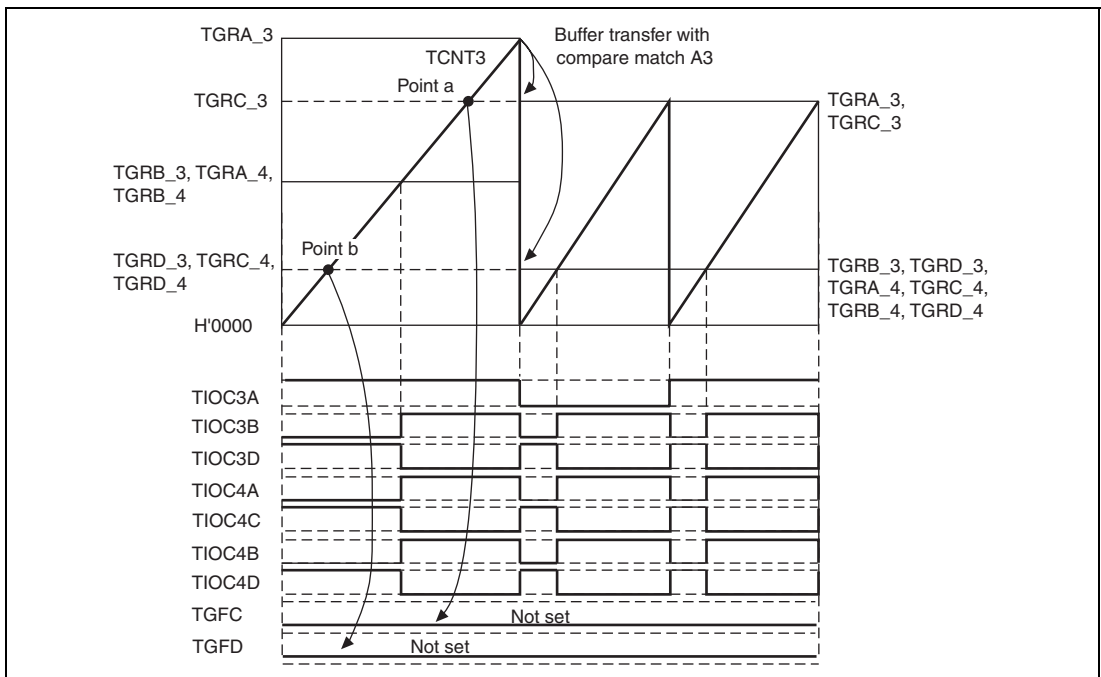 TGRA_3
TCNT3
Buffer transfer with
compare match A3
Point a
TGRC_3
TGRA_3,
TGRC_3
TGRB_3, TGRA_4,
TGRB_4
Point b
TGRD_3, TGRC_4,
TGRD_4
TGRB_3, TGRD_3,
TGRA_4, TGRC_4,
TGRB_4, TGRD_4
H'0000
TIOC3A
TIOC3B
TIOC3D
TIOC4A
TIOC4C
TIOC4B
TIOC4D
TGFC
Not set
TGFD
Not set